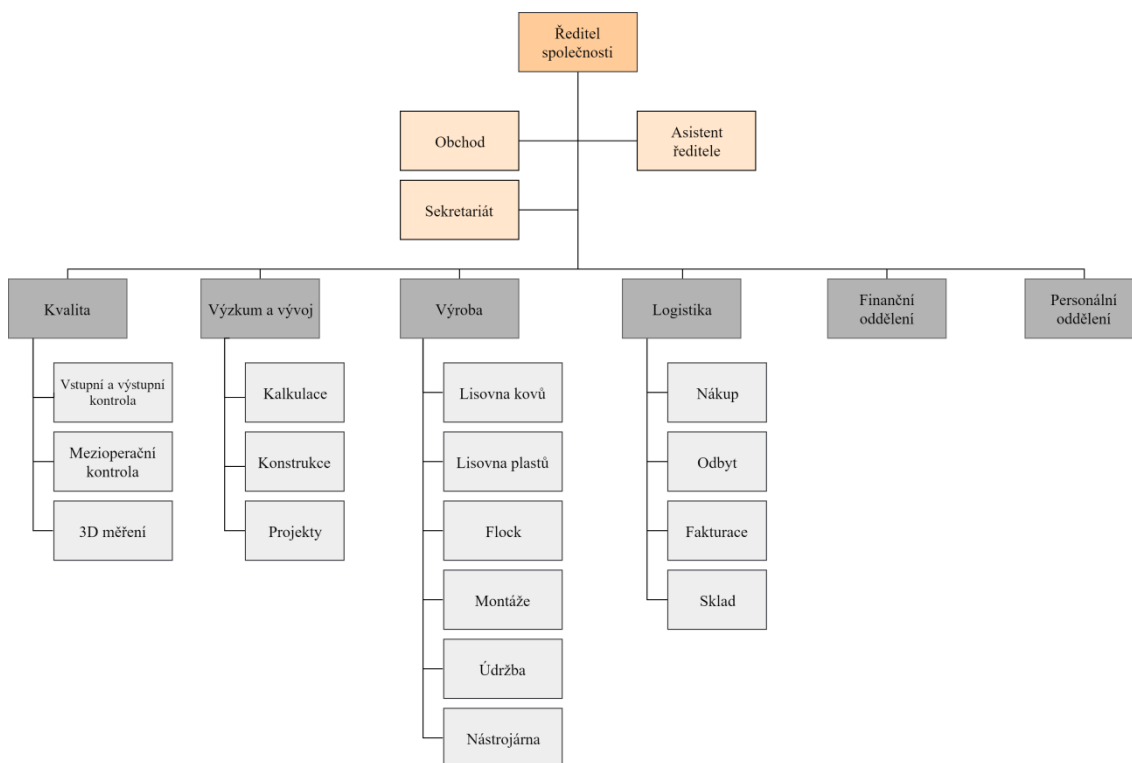 Ředitel
společnosti
Obchod
Asistent
ředitele
Sekretariát
Kvalita
Výzkum a vývoj
Výroba
Logistika
Finanční
oddělení
Personální
oddělení
Vstupní a výstupní
kontrola
Mezioperační
kontrola
3D měření
Kalkulace
Konstrukce
Projekty
Lisovna kovů
Lisovna plastů
Flock
Montáže
Údržba
Nástrojárna
Nákup
Odbyt
Fakturace
Sklad